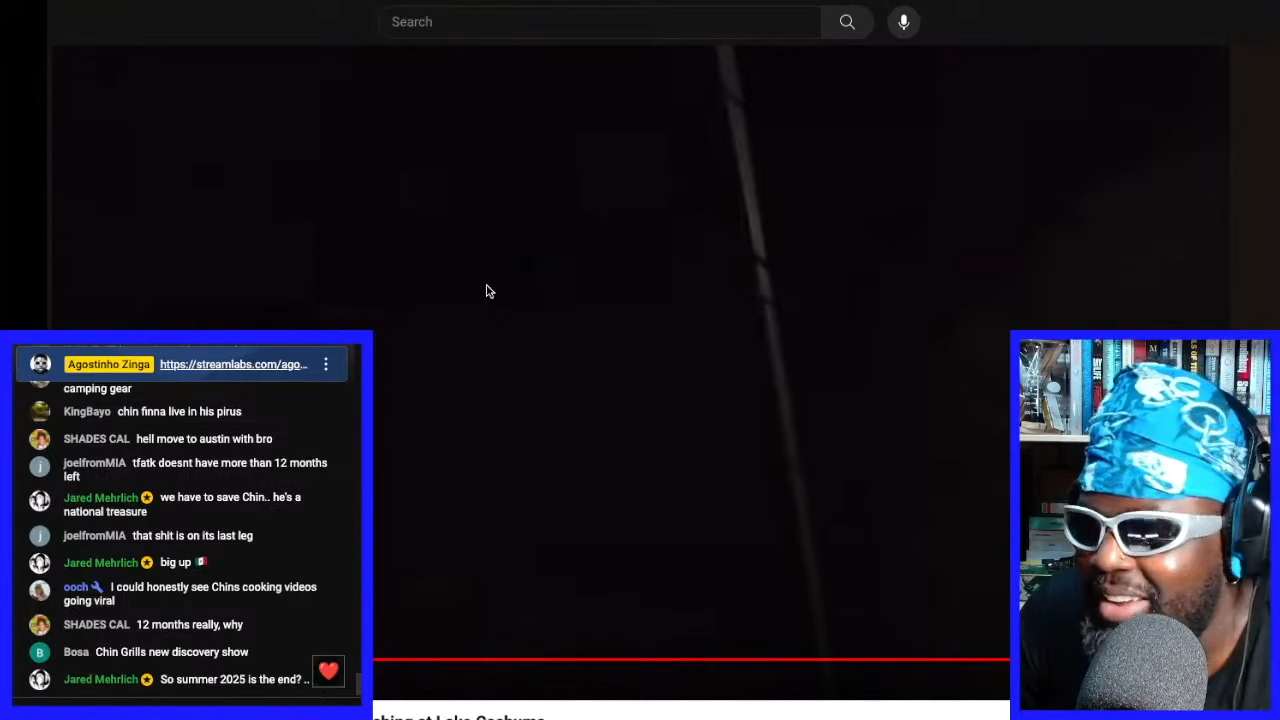 Search
Agostinho Zinga https://streamlabs.com/ago...
camping gear
KingBayo chin finna live in his pirus
SHADES CAL hell move to austin with bro
joelfromMIA tfatk doesnt have more than 12 months
left
Jared Mehrlich we have to save Chin.. he's a
national treasure
joelfromMIA that shit is on its last leg
Jared Mehrlich big up 🇲🇽
ooch I could honestly see Chins cooking videos
going viral
SHADES CAL 12 months really, why
B Bosa Chin Grills new discovery show
Jared Mehrlich So summer 2025 is the end? ..